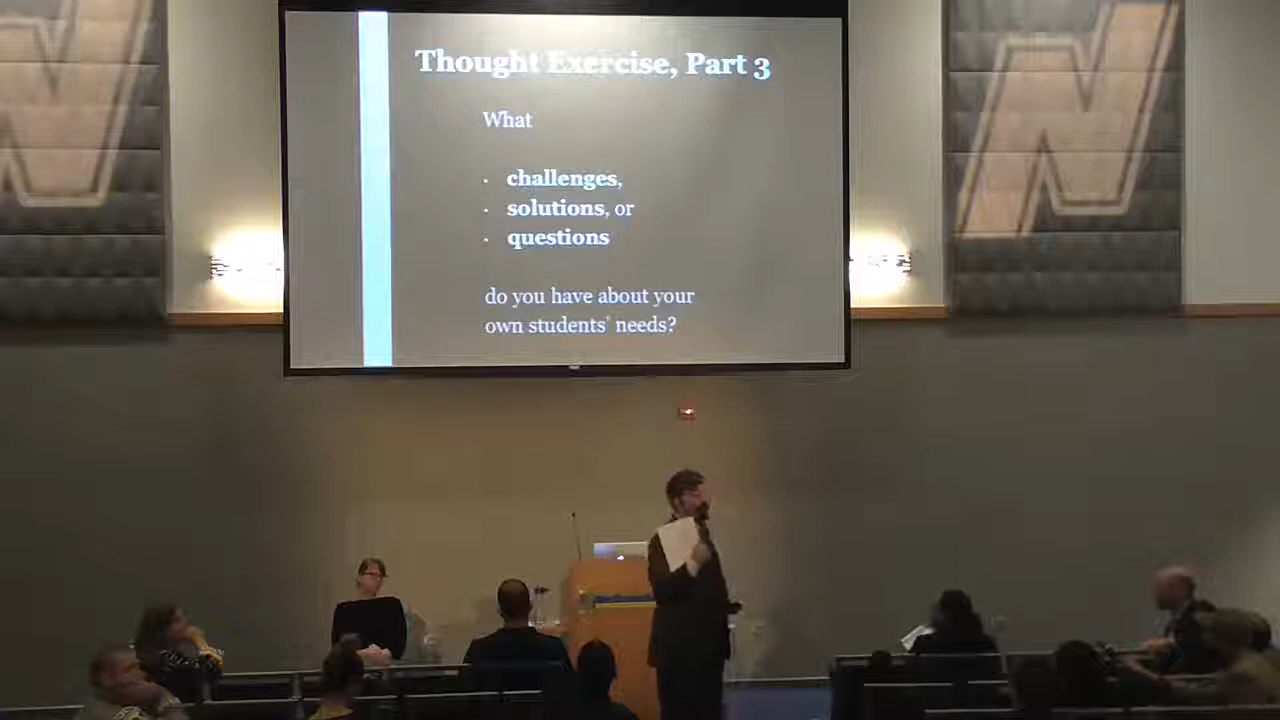 Thought Exercise, Part 3
What
· challenges,
· solutions, or
· questions
do you have about your
own students' needs?
N
N